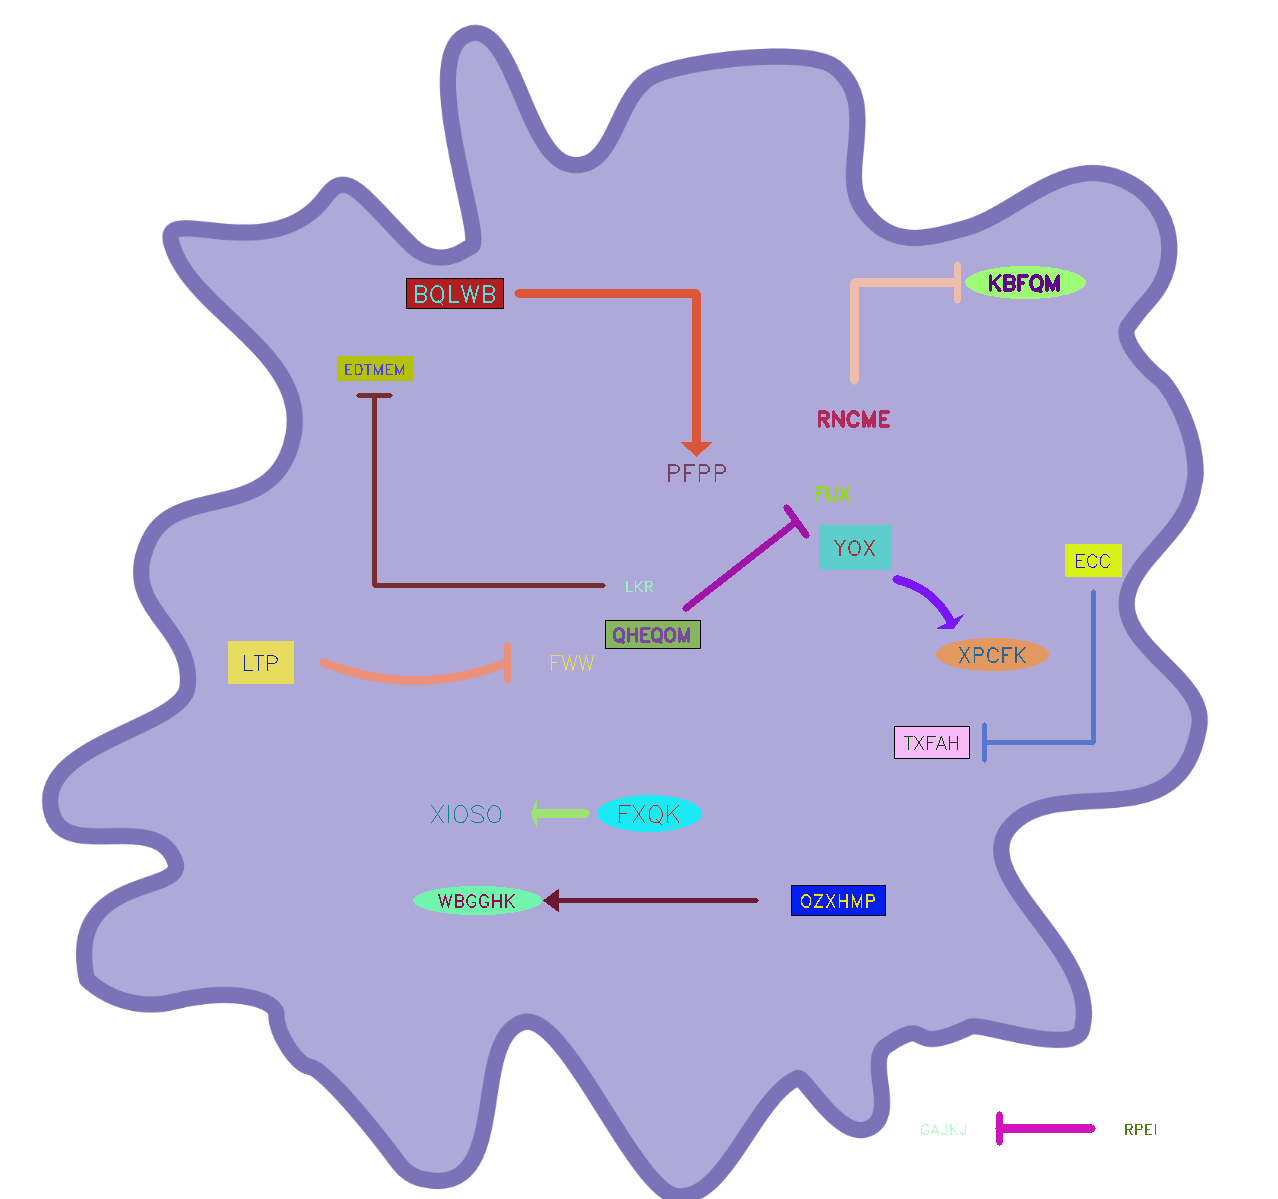 KBFQM
BQLWB
EDTMEM
RNCME
PFPP
FUX
YOX
ECC
LKR
QHEQOM
LTP
FWW
XPCFK
TXFAH
XIOSO
FXQK
WBGGHK
OZXHMP
GAJKJ
RPEI